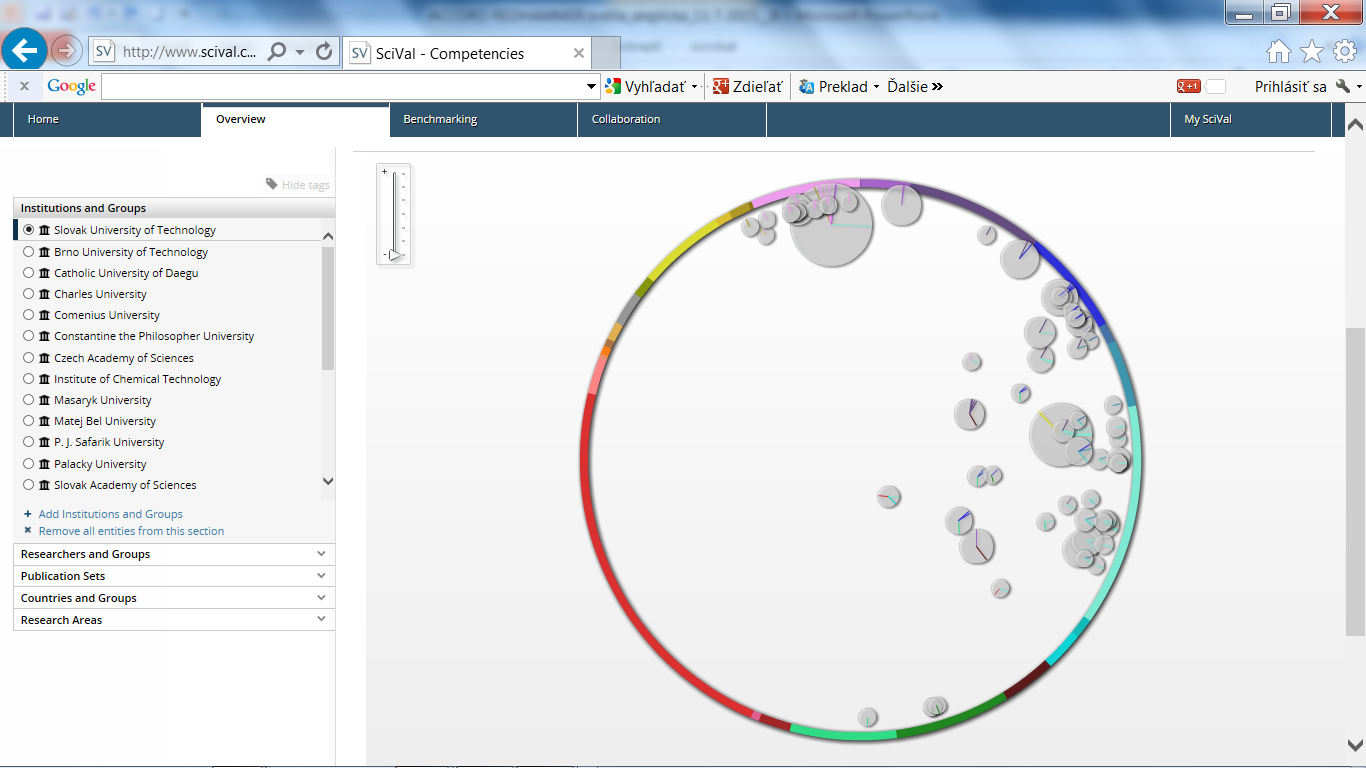 SV http://www.scival.c... SV SciVal - Competencies
x Google Vyhľadať Zdieľať Preklad Ďalšie » +1 Prihlásiť sa
Home Overview Benchmarking Collaboration My SciVal
Hide tags
Institutions and Groups
Slovak University of Technology
Brno University of Technology
Catholic University of Daegu
Charles University
Comenius University
Constantine the Philosopher University
Czech Academy of Sciences
Institute of Chemical Technology
Masaryk University
Matej Bel University
P. J. Safarik University
Palacky University
Slovak Academy of Sciences
+ Add Institutions and Groups
Remove all entities from this section
Researchers and Groups
Publication Sets
Countries and Groups
Research Areas
+
-